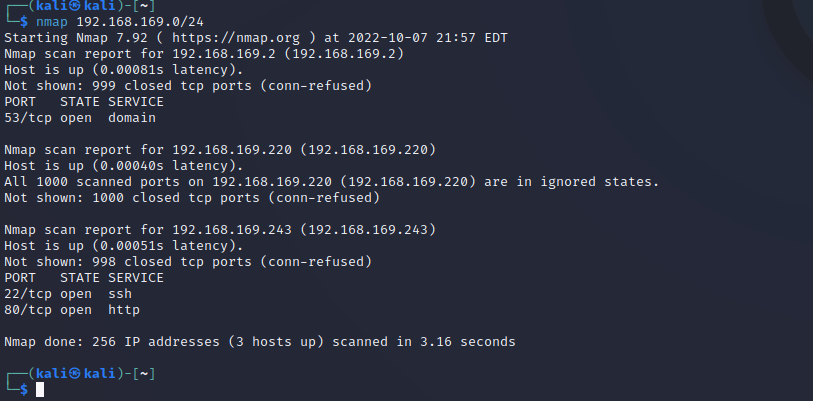 ┌──(kali㉿kali)-[~]
└─$ nmap 192.168.169.0/24
Starting Nmap 7.92 ( https://nmap.org ) at 2022-10-07 21:57 EDT
Nmap scan report for 192.168.169.2 (192.168.169.2)
Host is up (0.00081s latency).
Not shown: 999 closed tcp ports (conn-refused)
PORT   STATE SERVICE
53/tcp open  domain

Nmap scan report for 192.168.169.220 (192.168.169.220)
Host is up (0.00040s latency).
All 1000 scanned ports on 192.168.169.220 (192.168.169.220) are in ignored states.
Not shown: 1000 closed tcp ports (conn-refused)

Nmap scan report for 192.168.169.243 (192.168.169.243)
Host is up (0.00051s latency).
Not shown: 998 closed tcp ports (conn-refused)
PORT   STATE SERVICE
22/tcp open  ssh
80/tcp open  http

Nmap done: 256 IP addresses (3 hosts up) scanned in 3.16 seconds

┌──(kali㉿kali)-[~]
└─$